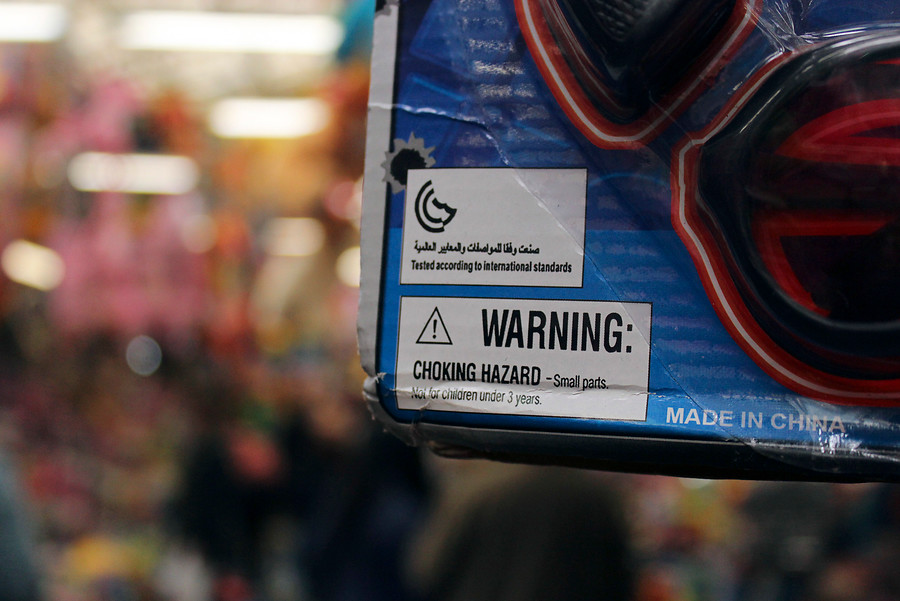 صنعت وفقا للمواصفات والمعايير العالمية
Tested according to international standards
WARNING:
CHOKING HAZARD - Small parts.
Not for children under 3 years.
MADE IN CHINA